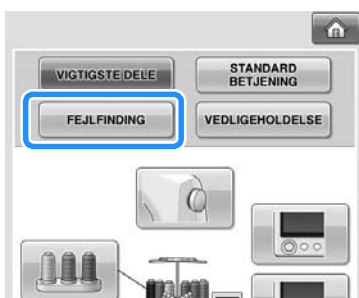 VIGTIGSTE DELE
STANDARD
BETJENING
FEJLFINDING
VEDLIGEHOLDELSE